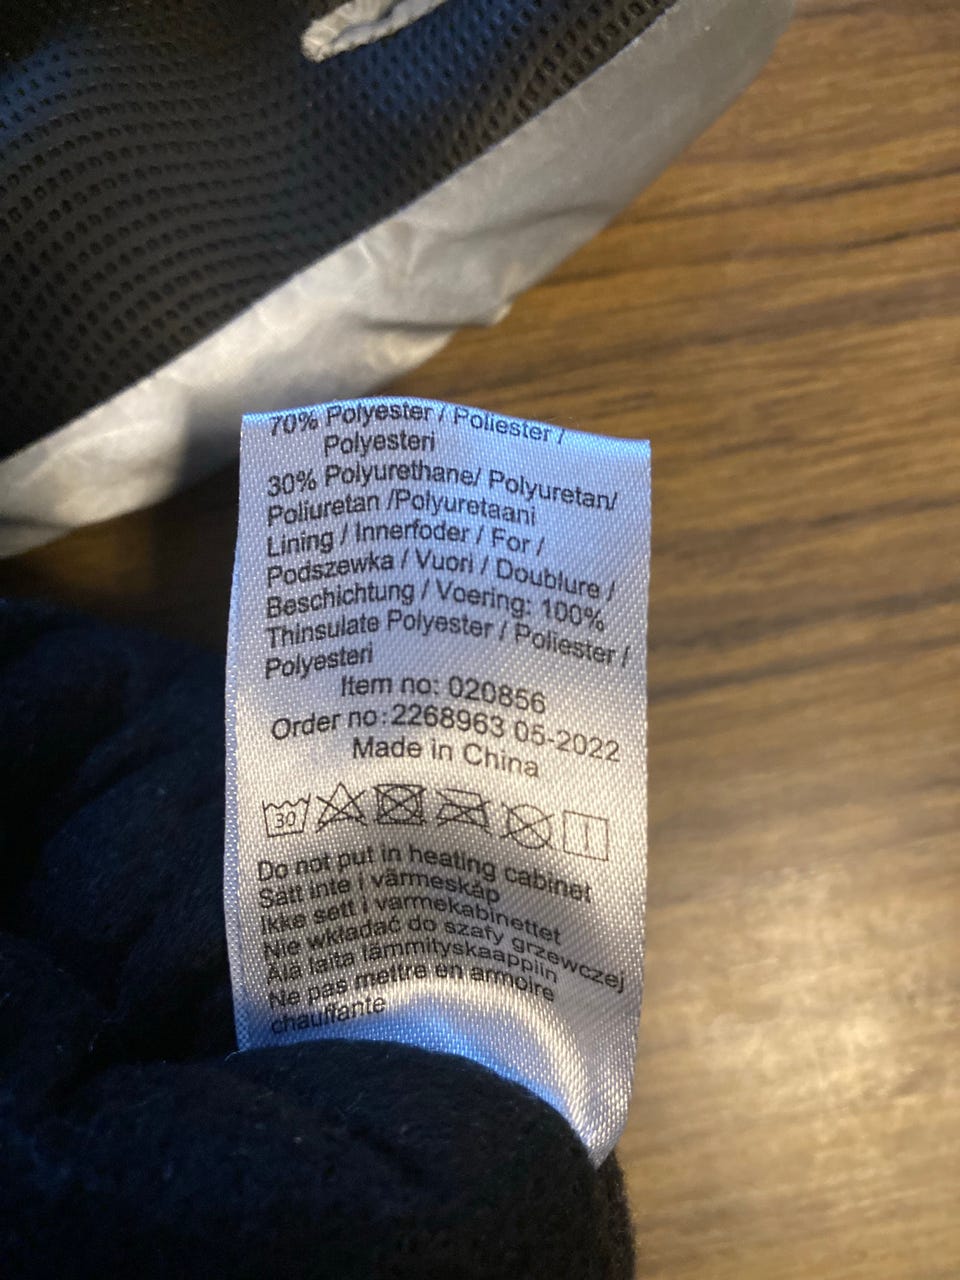 70% Polyester / Poliester /
Polyesteri
30% Polyurethane/ Polyuretan/
Poliuretan /Polyuretaani
Lining / Innerfoder / For /
Podszewka / Vuori / Doublure /
Beschichtung / Voering: 100%
Thinsulate Polyester / Poliester /
Polyesteri
Item no: 020856
Order no:2268963 05-2022
Made in China
30
Do not put in heating cabinet
Sätt inte i värmeskåp
Ikke sett i varmekabinettet
Nie wkładać do szafy grzewczej
Älä laita lämmityskaappiin
Ne pas mettre en armoire
chauffante